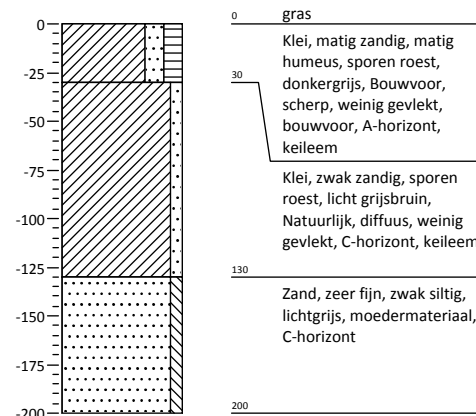 0
-25
-50
-75
-100
-125
-150
-175
-200
0
gras
Klei, matig zandig, matig
humeus, sporen roest,
donkergrijs, Bouwvoor,
scherp, weinig gevlekt,
bouwvoor, A-horizont,
keileem
30
Klei, zwak zandig, sporen
roest, licht grijsbruin,
Natuurlijk, diffuus, weinig
gevlekt, C-horizont, keileem
130
Zand, zeer fijn, zwak siltig,
lichtgrijs, moedermateriaal,
C-horizont
200